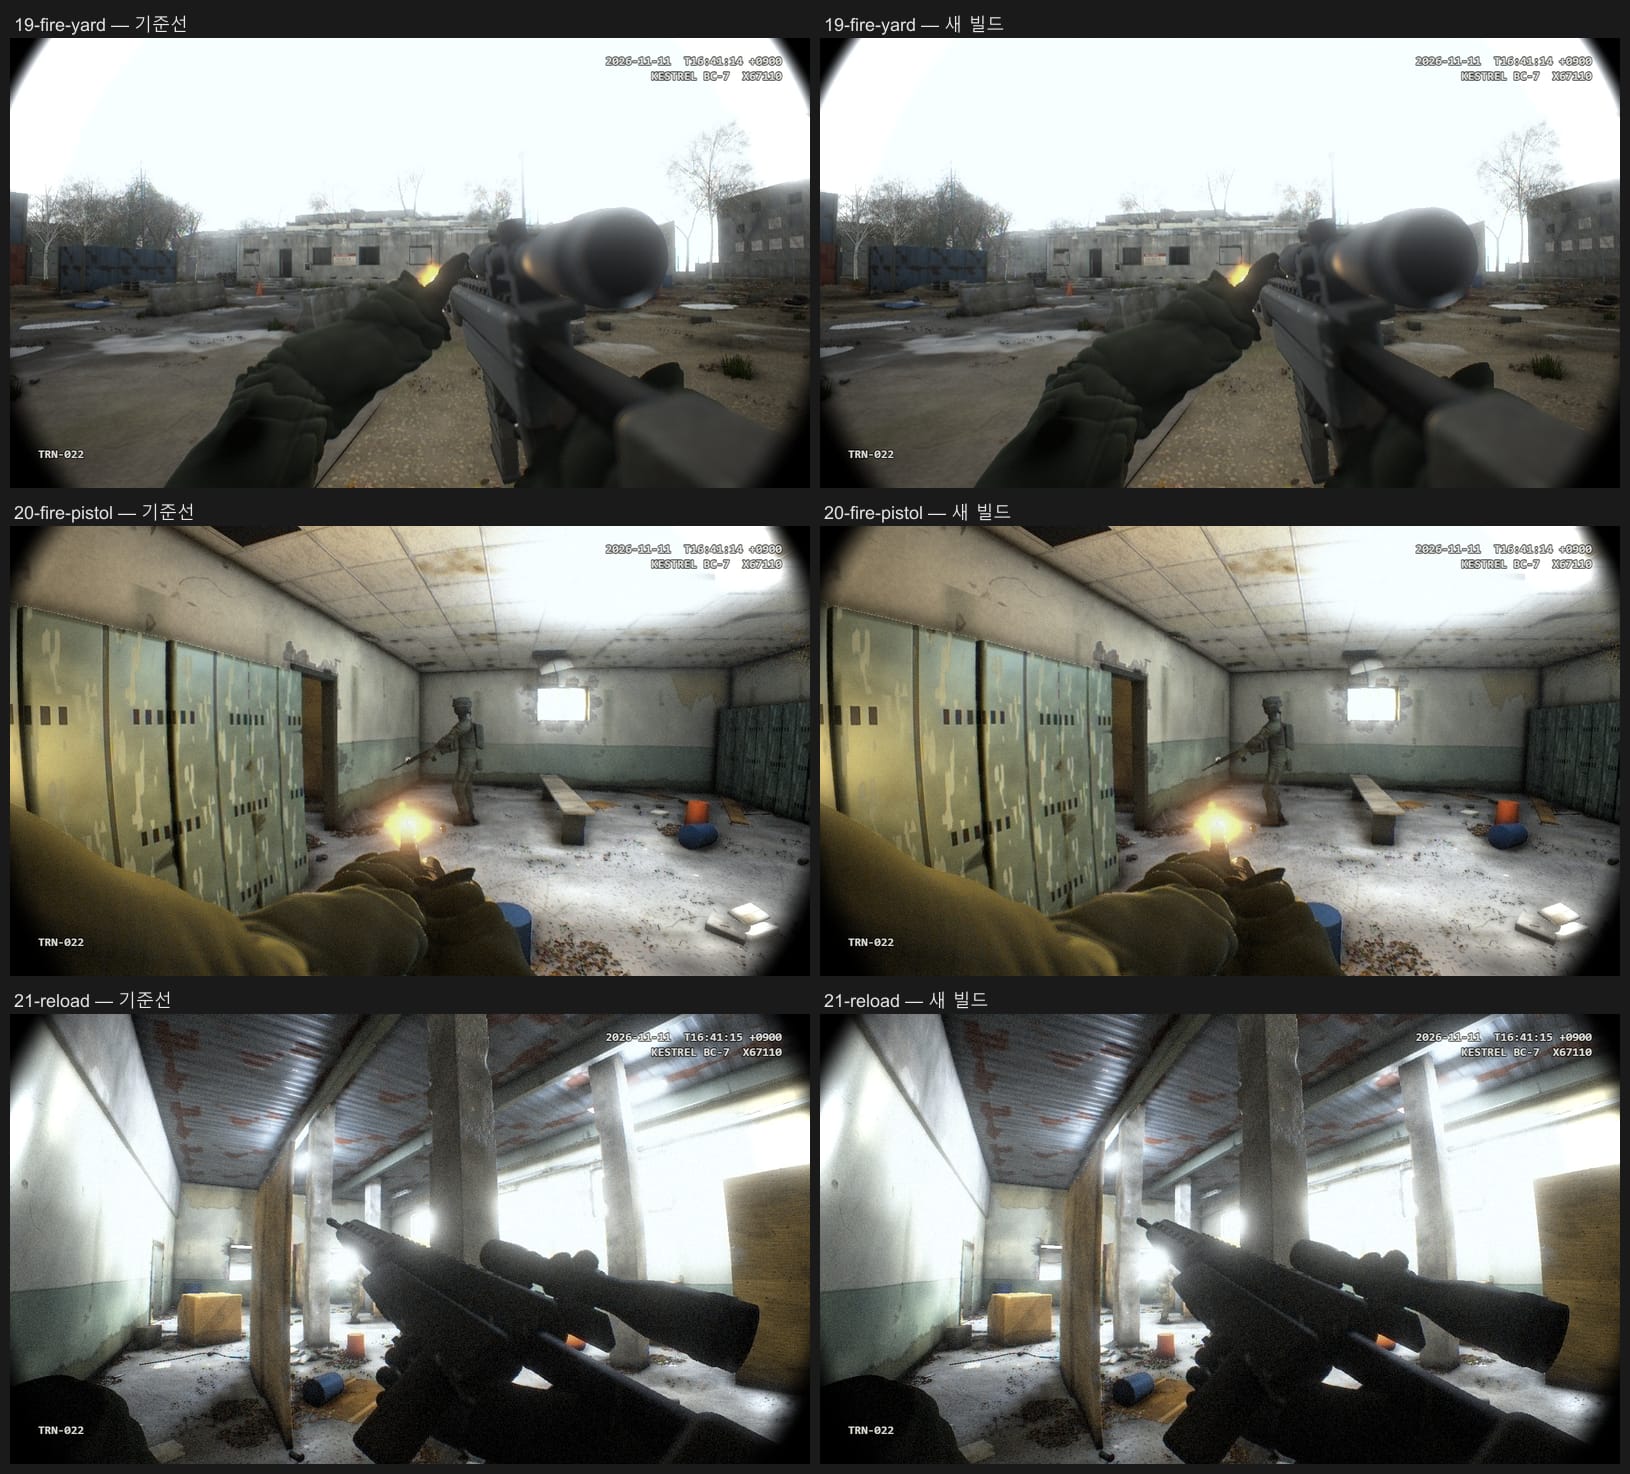 19-fire-yard — 기준선
19-fire-yard — 새 빌드
2026-11-11 T16:41:14 +0900
KESTREL BC-7 X67110
2026-11-11 T16:41:14 +0900
KESTREL BC-7 X67110
TRN-022
TRN-022
20-fire-pistol — 기준선
20-fire-pistol — 새 빌드
2026-11-11 T16:41:14 +0900
KESTREL BC-7 X67110
2026-11-11 T16:41:14 +0900
KESTREL BC-7 X67110
TRN-022
TRN-022
21-reload — 기준선
21-reload — 새 빌드
2026-11-11 T16:41:15 +0900
KESTREL BC-7 X67110
2026-11-11 T16:41:15 +0900
KESTREL BC-7 X67110
TRN-022
TRN-022